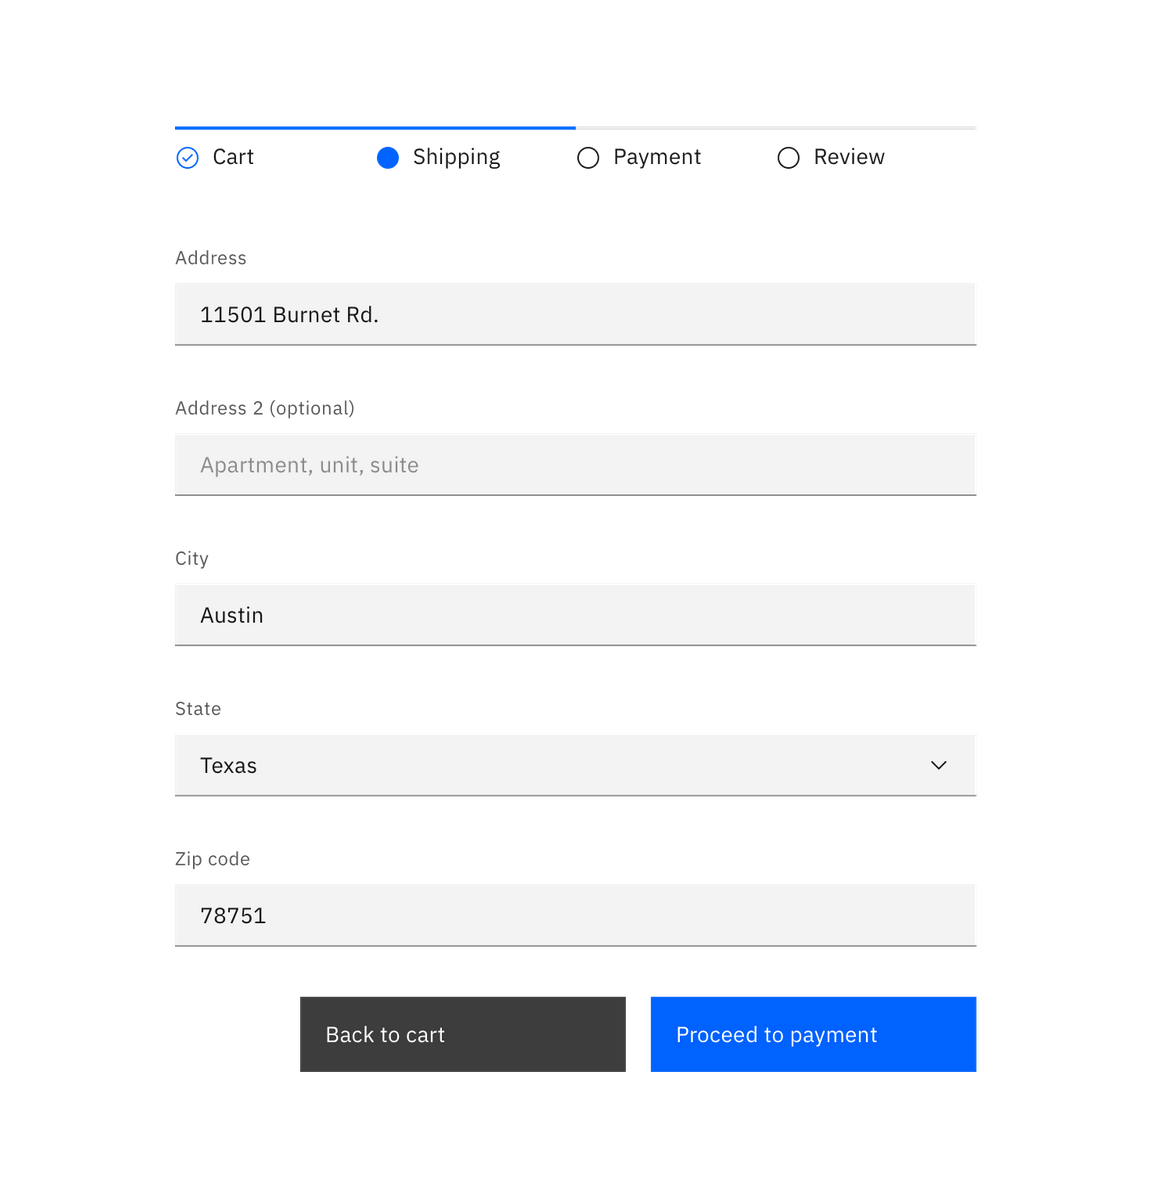 Cart Shipping Payment Review
Address
11501 Burnet Rd.
Address 2 (optional)
Apartment, unit, suite
City
Austin
State
Texas
Zip code
78751
Back to cart Proceed to payment